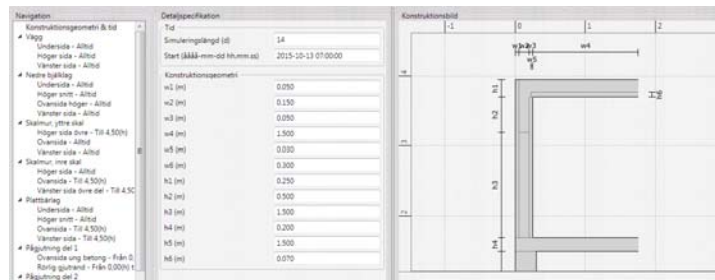 Navigation
Konstruktionsgeometri & tid
Vägg
Undersida - Alltid
Höger sida - Alltid
Vänster sida - Alltid
Nedre bjälklag
Undersida - Alltid
Höger snitt - Alltid
Ovansida höger - Alltid
Vänster sida - Alltid
Skalmur, yttre skal
Höger sida övre - Till 4,50(h)
Ovansida - Alltid
Vänster sida - Alltid
Skalmur, inre skal
Höger sida - Alltid
Ovansida - Till 4,50(h)
Vänster sida övre del - Till 4,50
Plattbärlag
Undersida - Alltid
Höger snitt - Alltid
Ovansida - Till 4,50(h)
Vänster sida - Till 4,50(h)
Pågjutning del 1
Ovansida ung betong - Från 0,
Rörlig gjutrand - Från 0,00(h) t
Pågjutning del 2
Detaljspecifikation
Tid
Simuleringslängd (d) 14
Start (åååå-mm-dd hh.mm.ss) 2015-10-13 07:00:00
Konstruktionsgeometri
w1 (m) 0.050
w2 (m) 0.150
w3 (m) 0.050
w4 (m) 1.500
w5 (m) 0.030
w6 (m) 0.300
h1 (m) 0.250
h2 (m) 0.500
h3 (m) 1.500
h4 (m) 0.200
h5 (m) 1.500
h6 (m) 0.070
Konstruktionsbild
-1 0 1 2
w1 w2 w3 w4
w5
4
h1
h6
h2
3
h3
2
h4